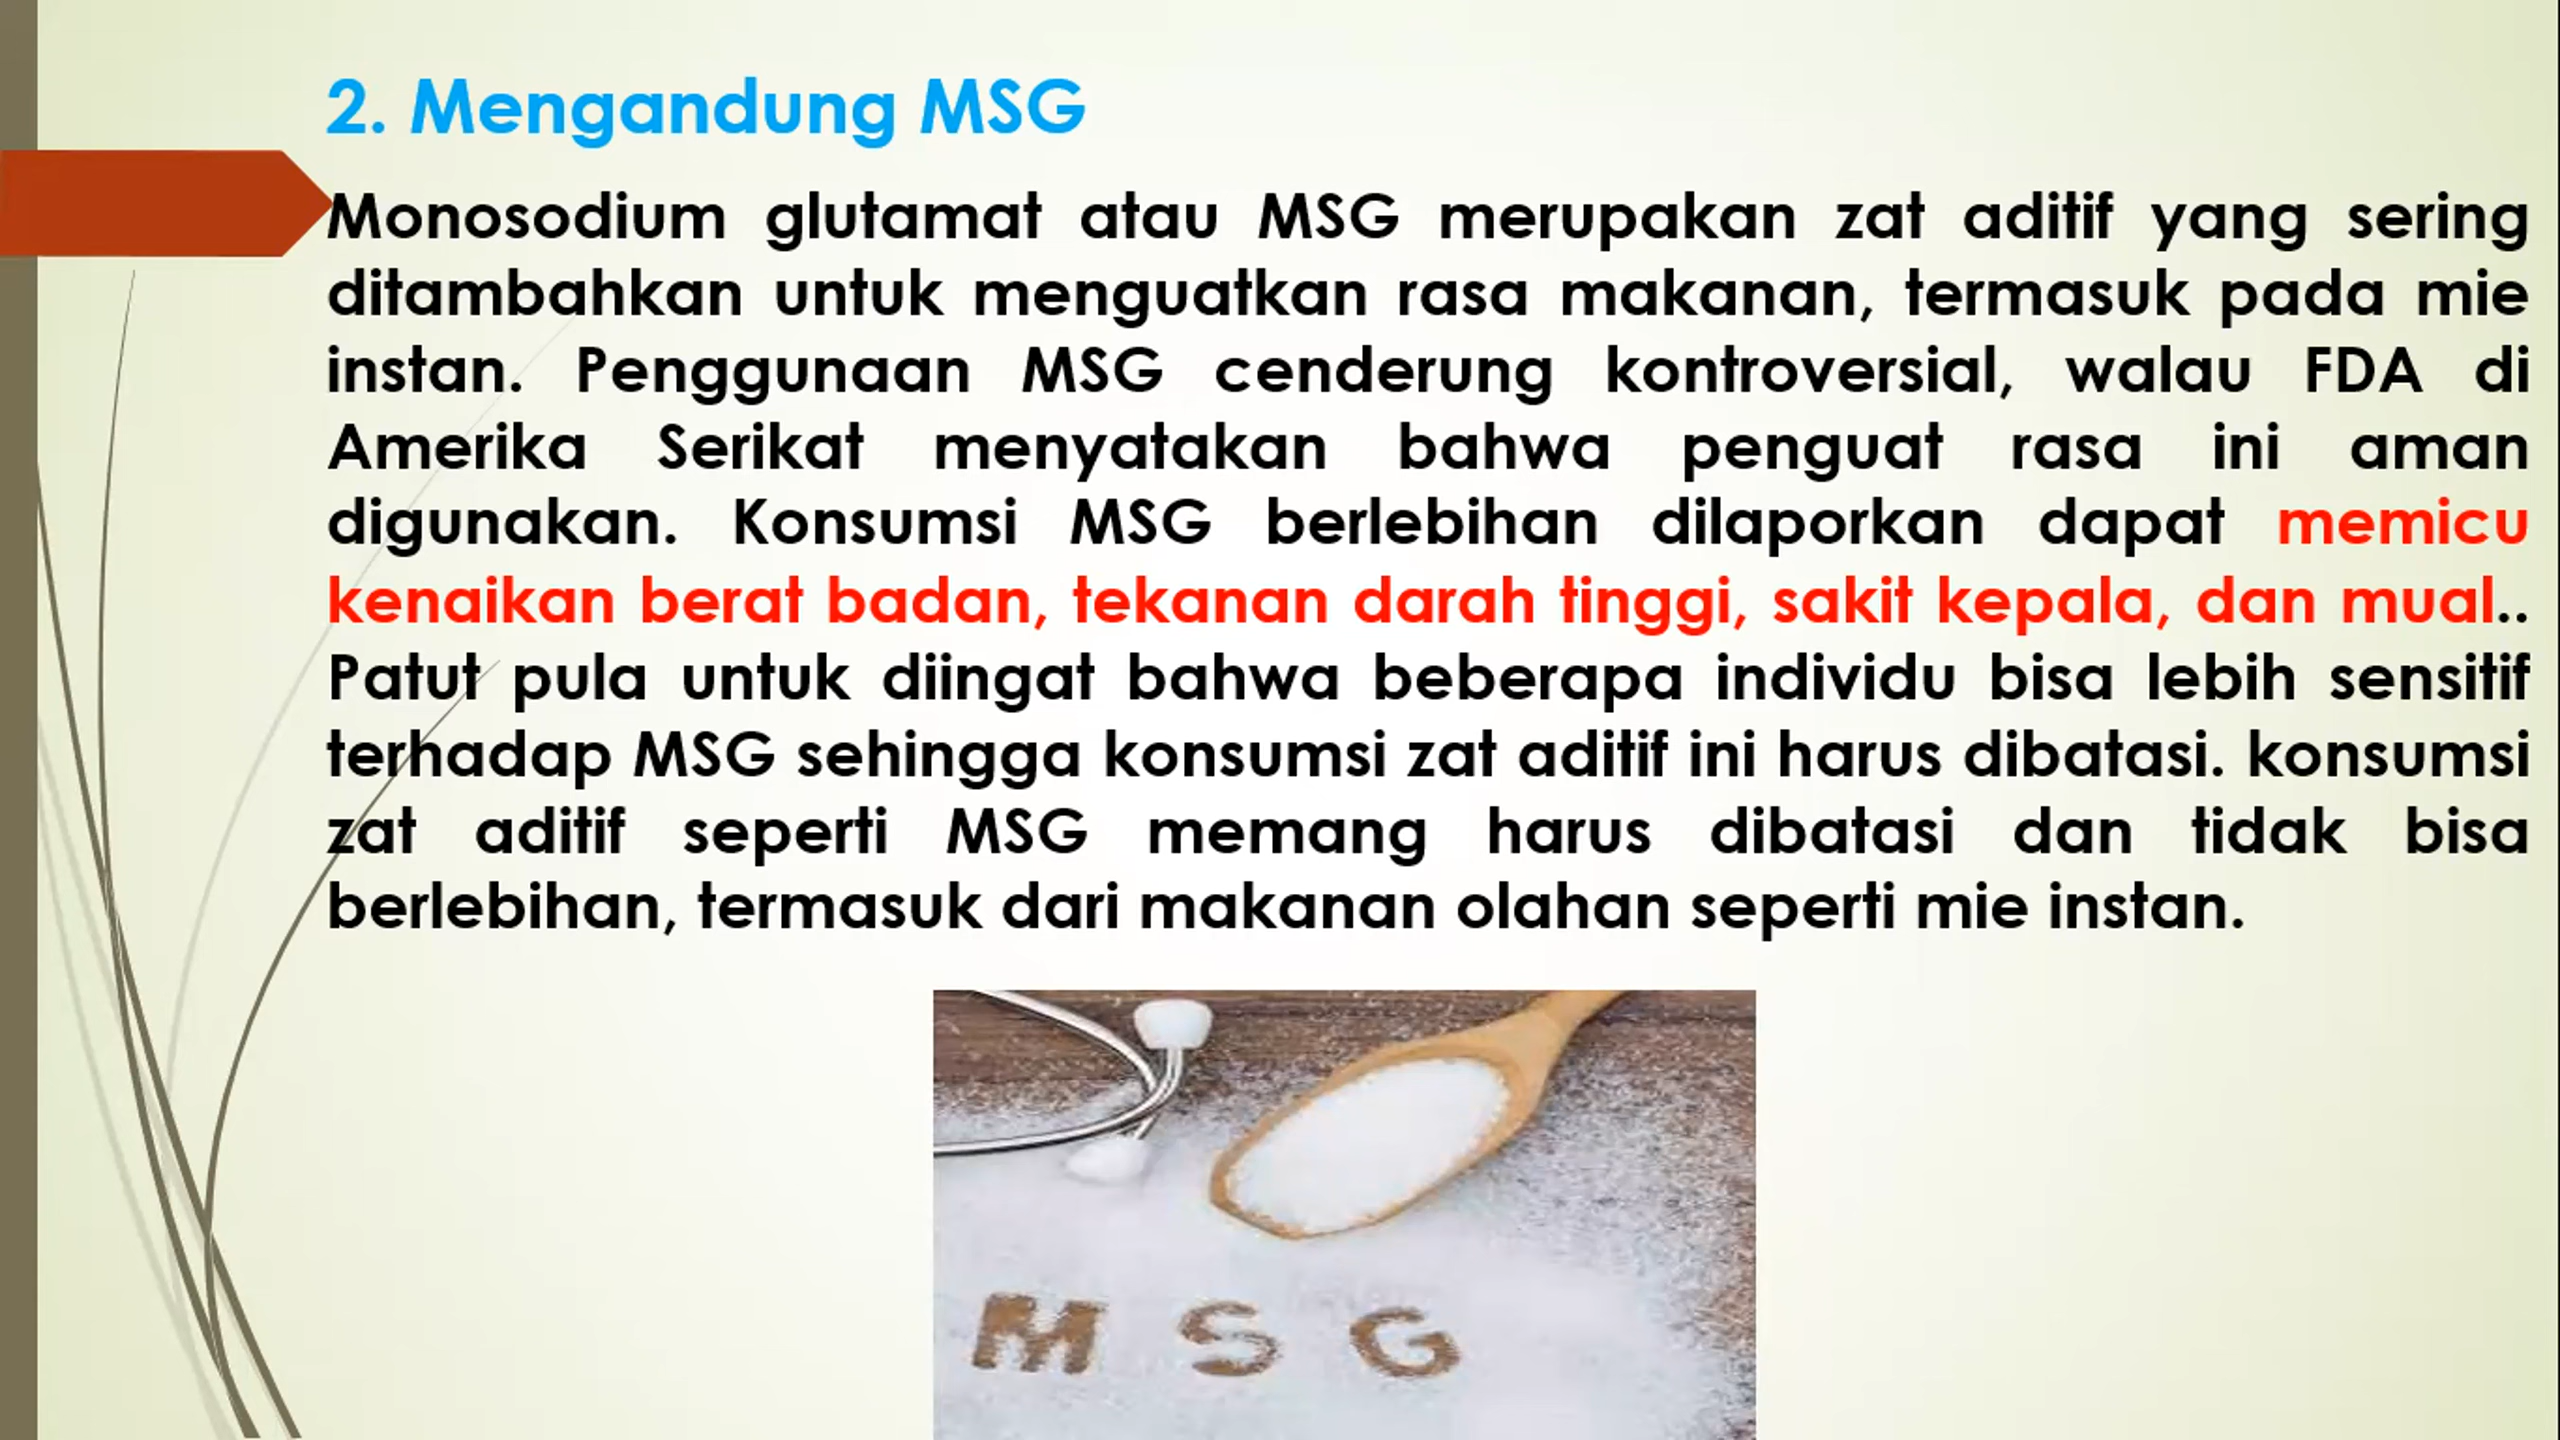 2. Mengandung MSG
Monosodium glutamat atau MSG merupakan zat aditif yang sering
ditambahkan untuk menguatkan rasa makanan, termasuk pada mie
instan. Penggunaan MSG cenderung kontroversial, walau FDA di
Amerika Serikat menyatakan bahwa penguat rasa ini aman
digunakan. Konsumsi MSG berlebihan dilaporkan dapat memicu
kenaikan berat badan, tekanan darah tinggi, sakit kepala, dan mual..
Patut pula untuk diingat bahwa beberapa individu bisa lebih sensitif
terhadap MSG sehingga konsumsi zat aditif ini harus dibatasi. konsumsi
zat aditif seperti MSG memang harus dibatasi dan tidak bisa
berlebihan, termasuk dari makanan olahan seperti mie instan.
M S G